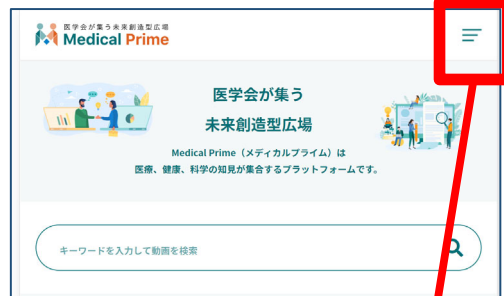 医学会が集う未来創造型広場
Medical Prime
医学会が集う
未来創造型広場
Medical Prime（メディカルプライム）は
医療、健康、科学の知見が集合するプラットフォームです。
キーワードを入力して動画を検索